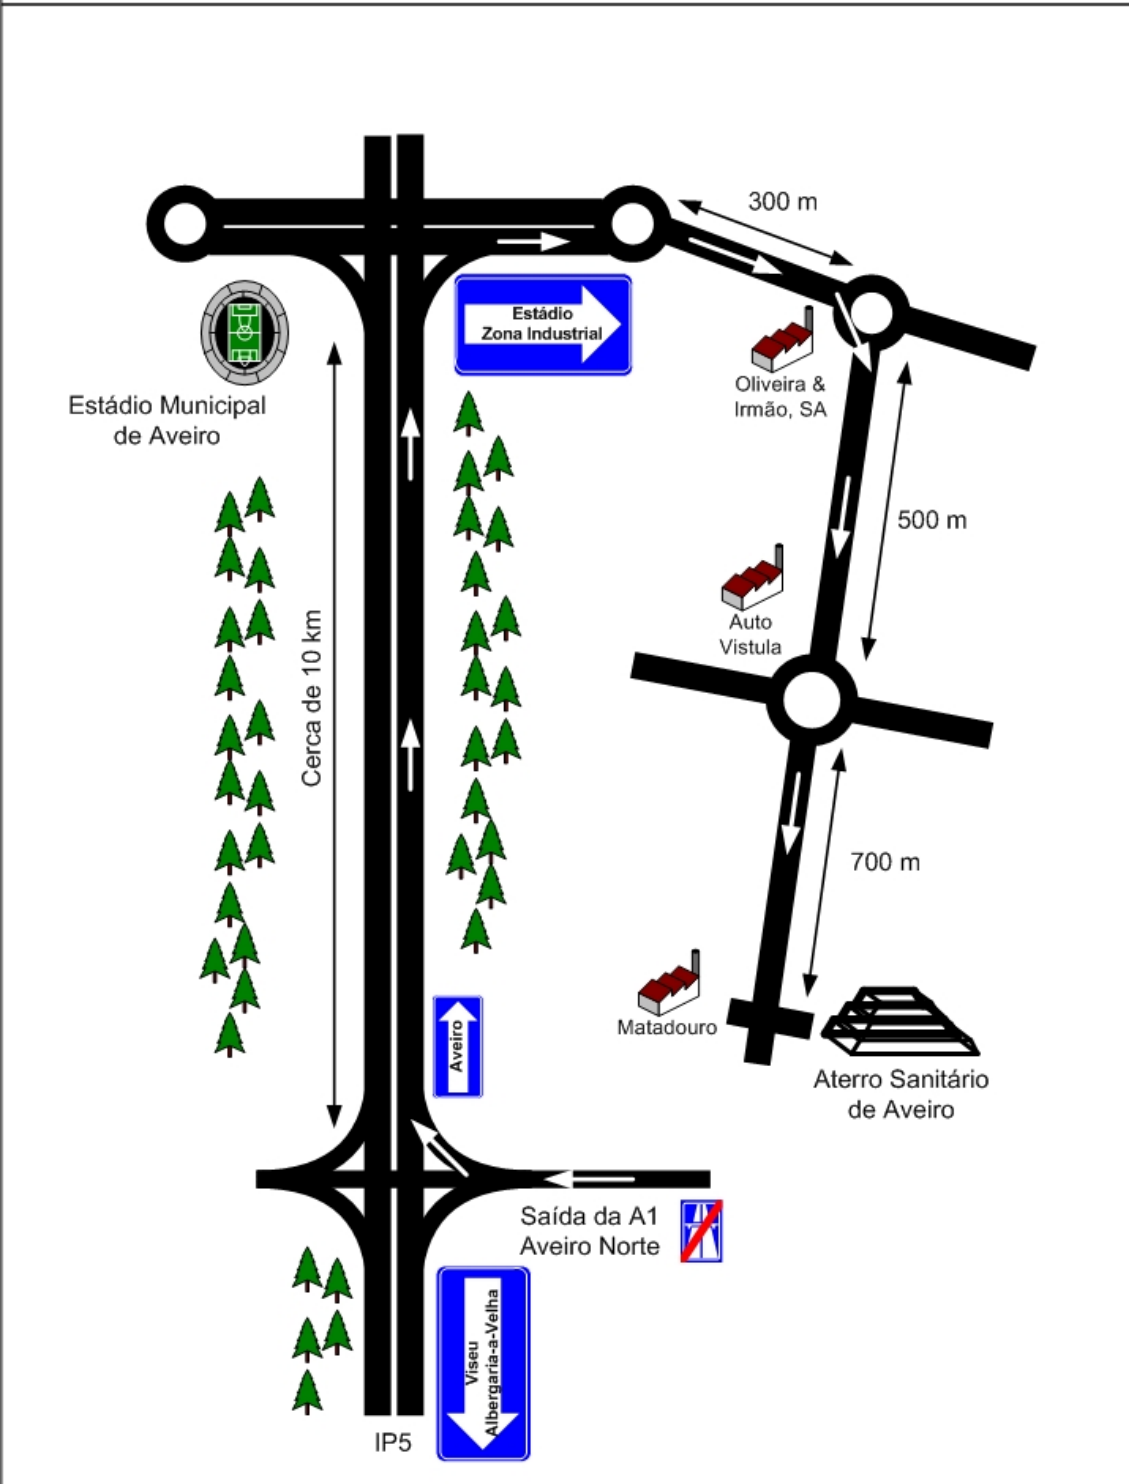 300 m
Estádio
Zona Industrial
Oliveira &
Irmão, SA
Estádio Municipal
de Aveiro
500 m
Auto
Vistula
Cerca de 10 km
700 m
Matadouro
Aveiro
Aterro Sanitário
de Aveiro
Saída da A1
Aveiro Norte
Viseu
Albergaria-a-Velha
IP5